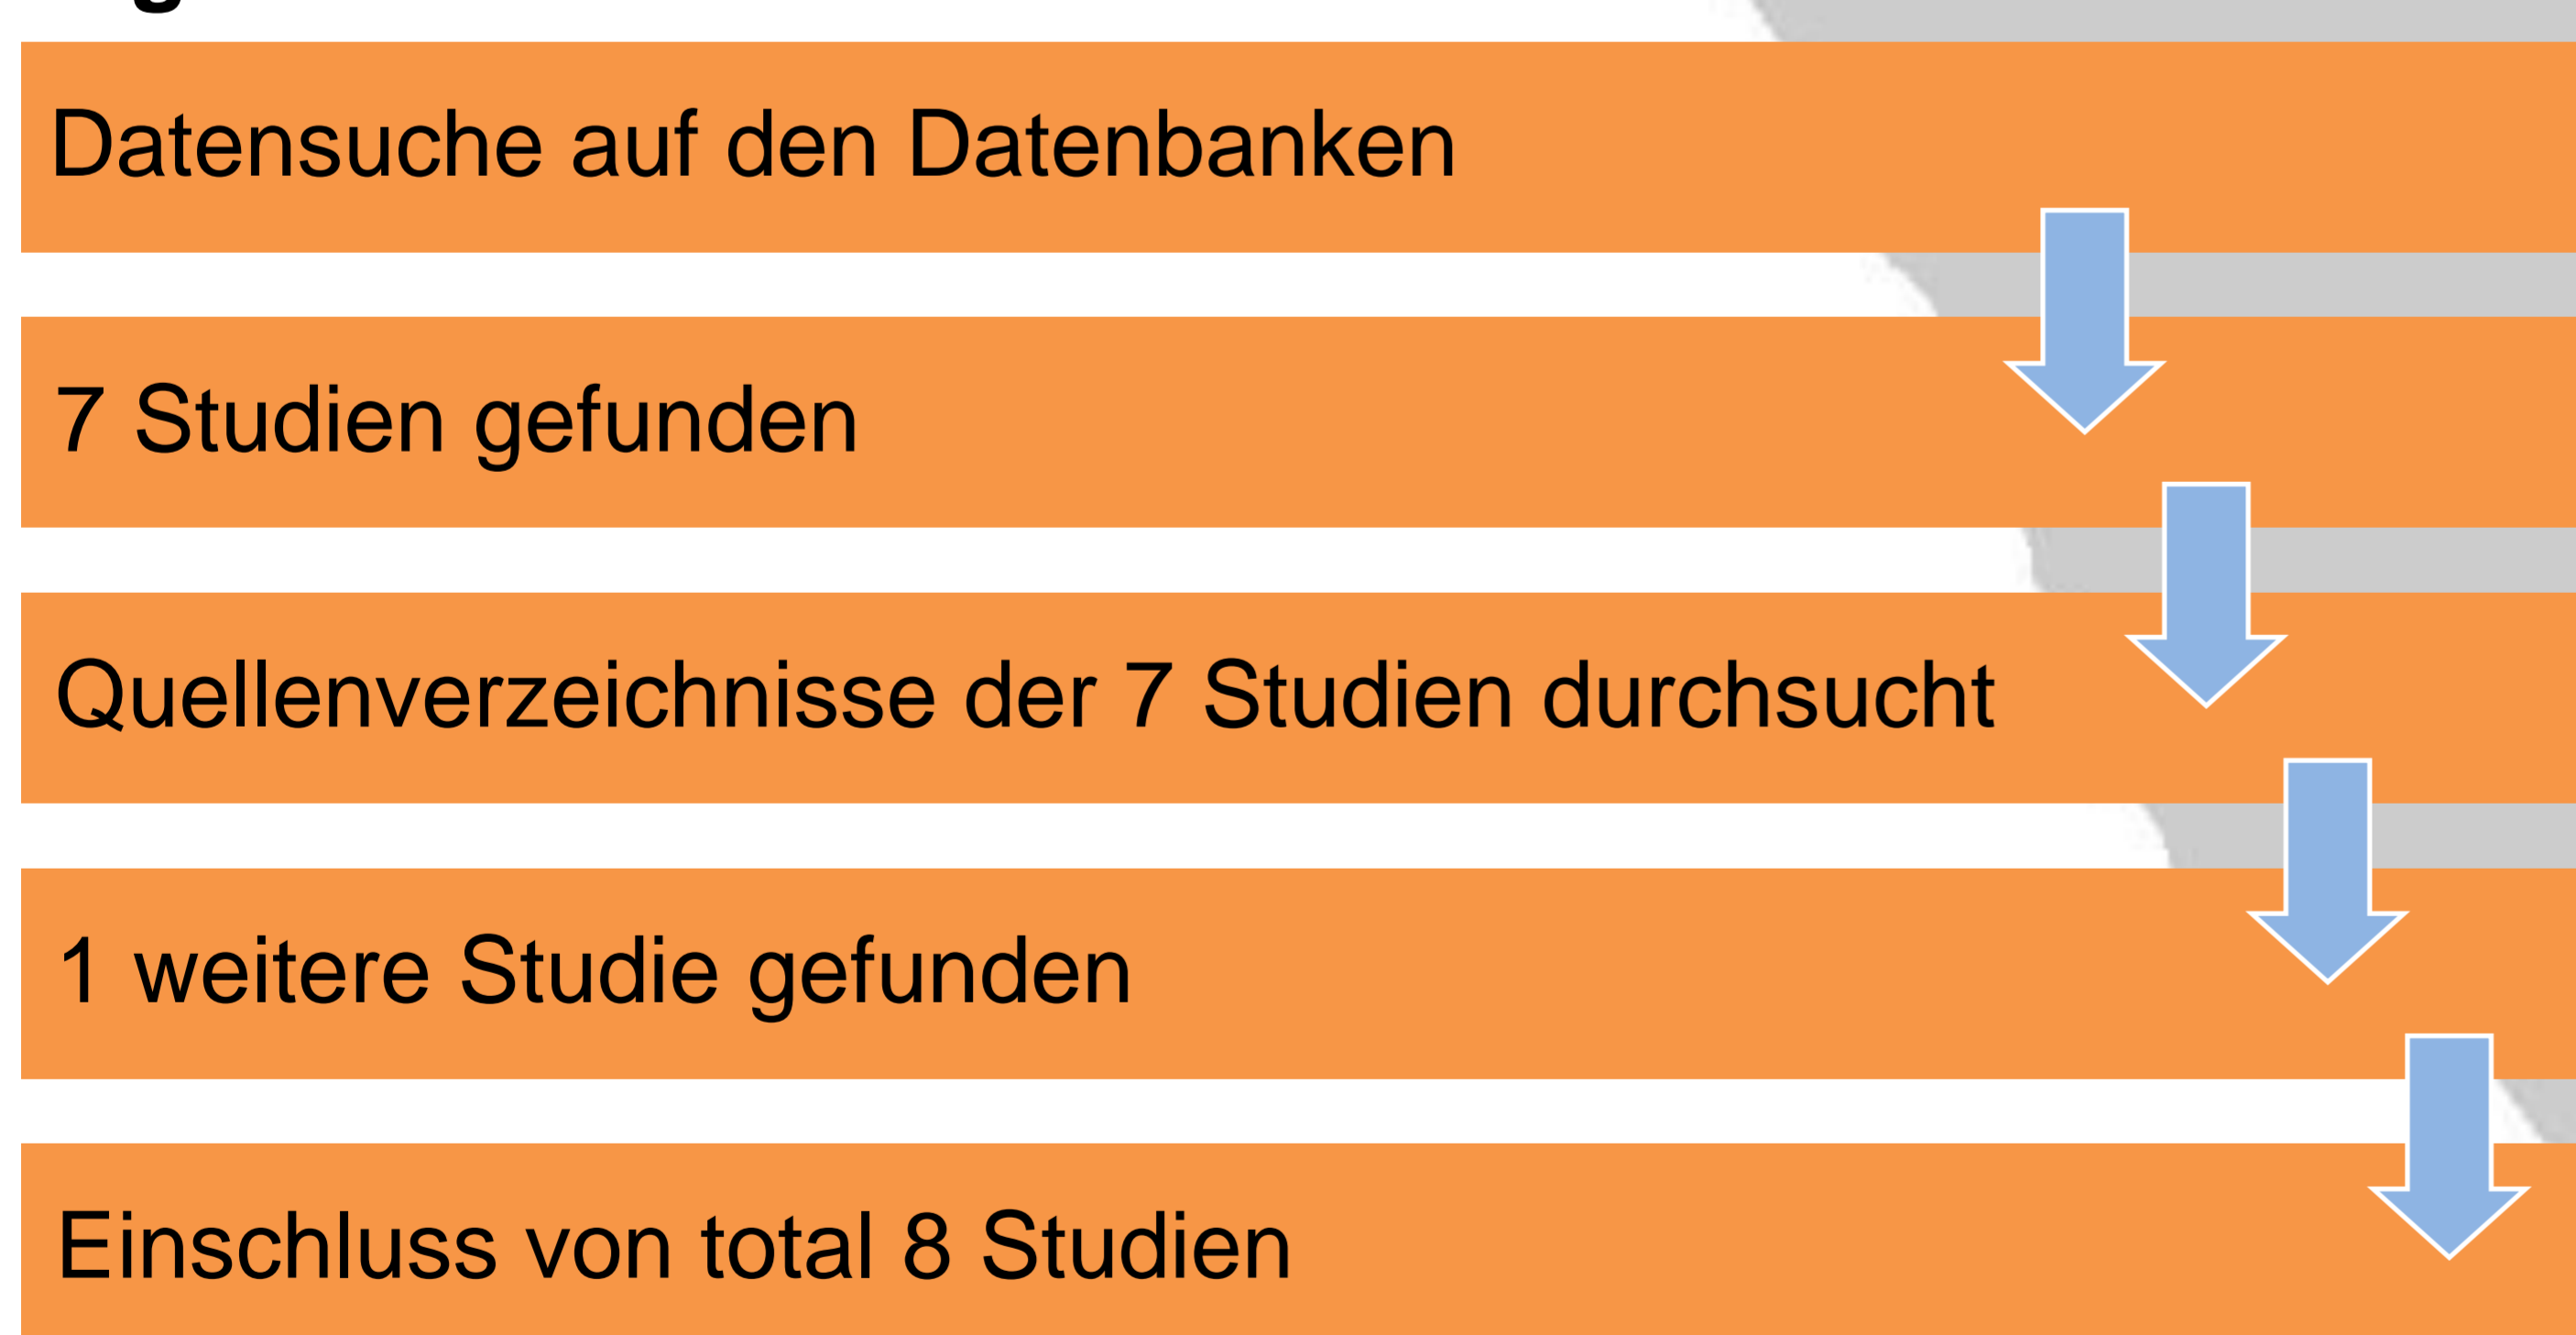 Datensuche auf den Datenbanken
7 Studien gefunden
Quellenverzeichnisse der 7 Studien durchsucht
1 weitere Studie gefunden
Einschluss von total 8 Studien